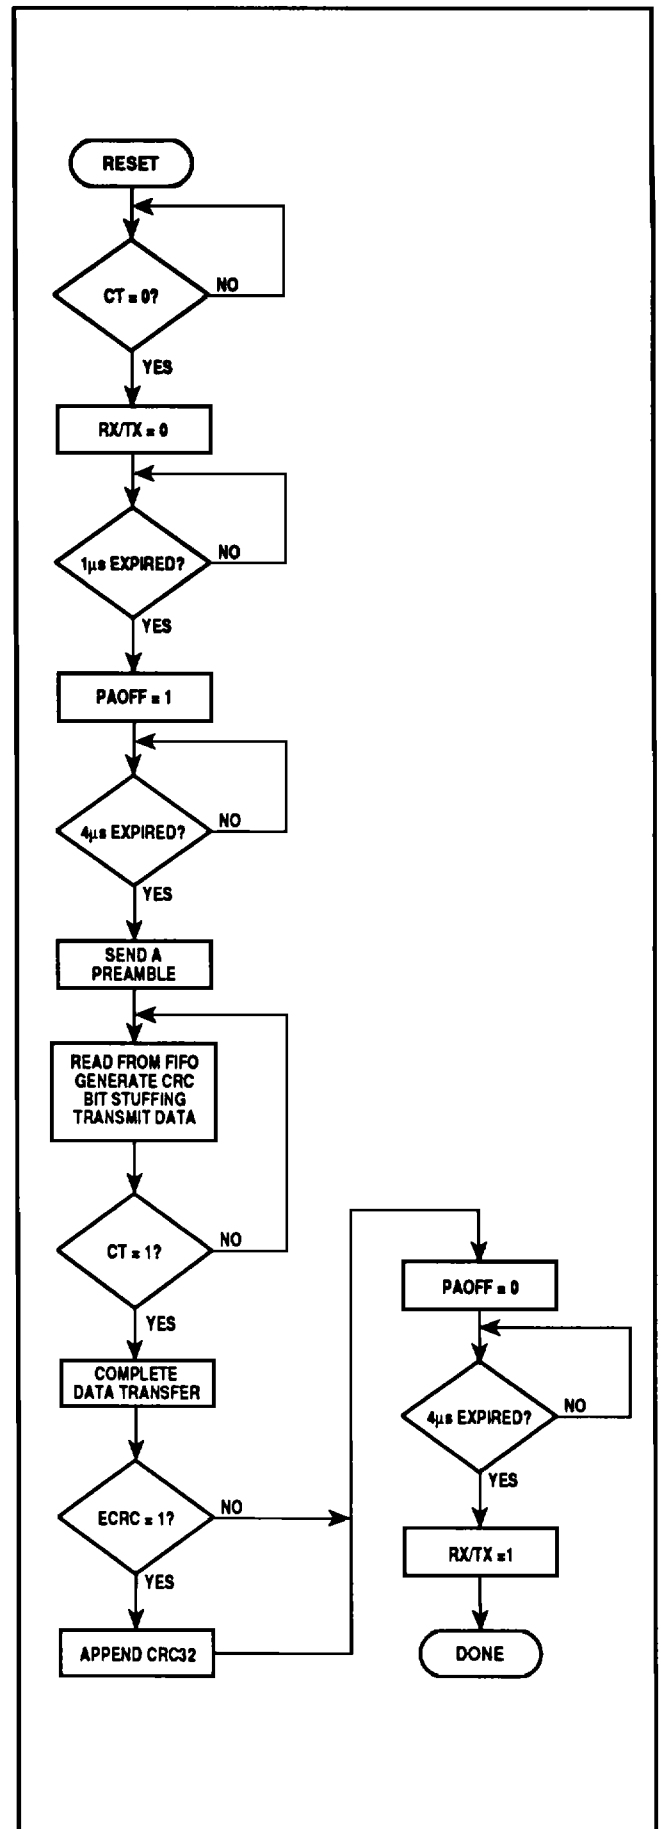 RESET
CT = 0?
NO
YES
RX/TX = 0
1µs EXPIRED?
NO
YES
PAOFF = 1
4µs EXPIRED?
NO
YES
SEND A
PREAMBLE
READ FROM FIFO
GENERATE CRC
BIT STUFFING
TRANSMIT DATA
CT = 1?
NO
YES
COMPLETE
DATA TRANSFER
ECRC = 1?
NO
YES
APPEND CRC32
PAOFF = 0
4µs EXPIRED?
NO
YES
RX/TX =1
DONE